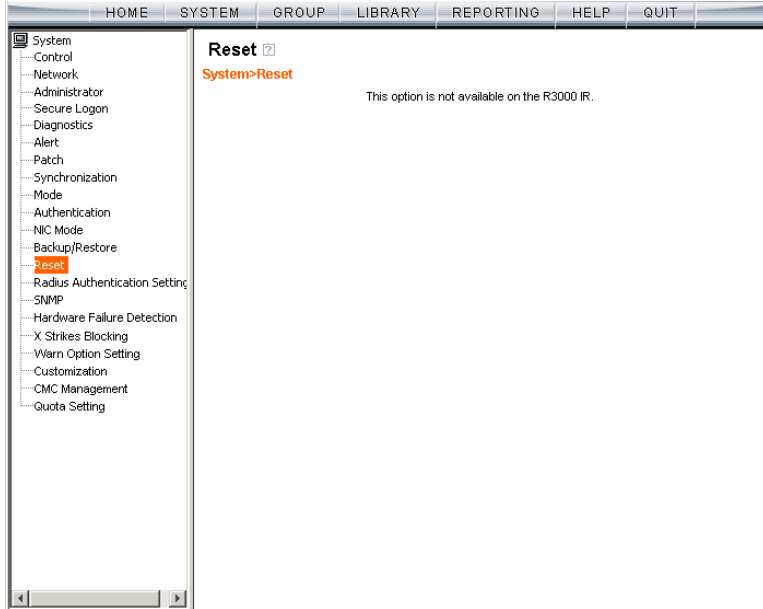 HOME SYSTEM GROUP LIBRARY REPORTING HELP QUIT
System
Control
Network
Administrator
Secure Logon
Diagnostics
Alert
Patch
Synchronization
Mode
Authentication
NIC Mode
Backup/Restore
Reset
Radius Authentication Setting
SNMP
Hardware Failure Detection
X Strikes Blocking
Warn Option Setting
Customization
CMC Management
Quota Setting
Reset ?
System>Reset
This option is not available on the R3000 IR.